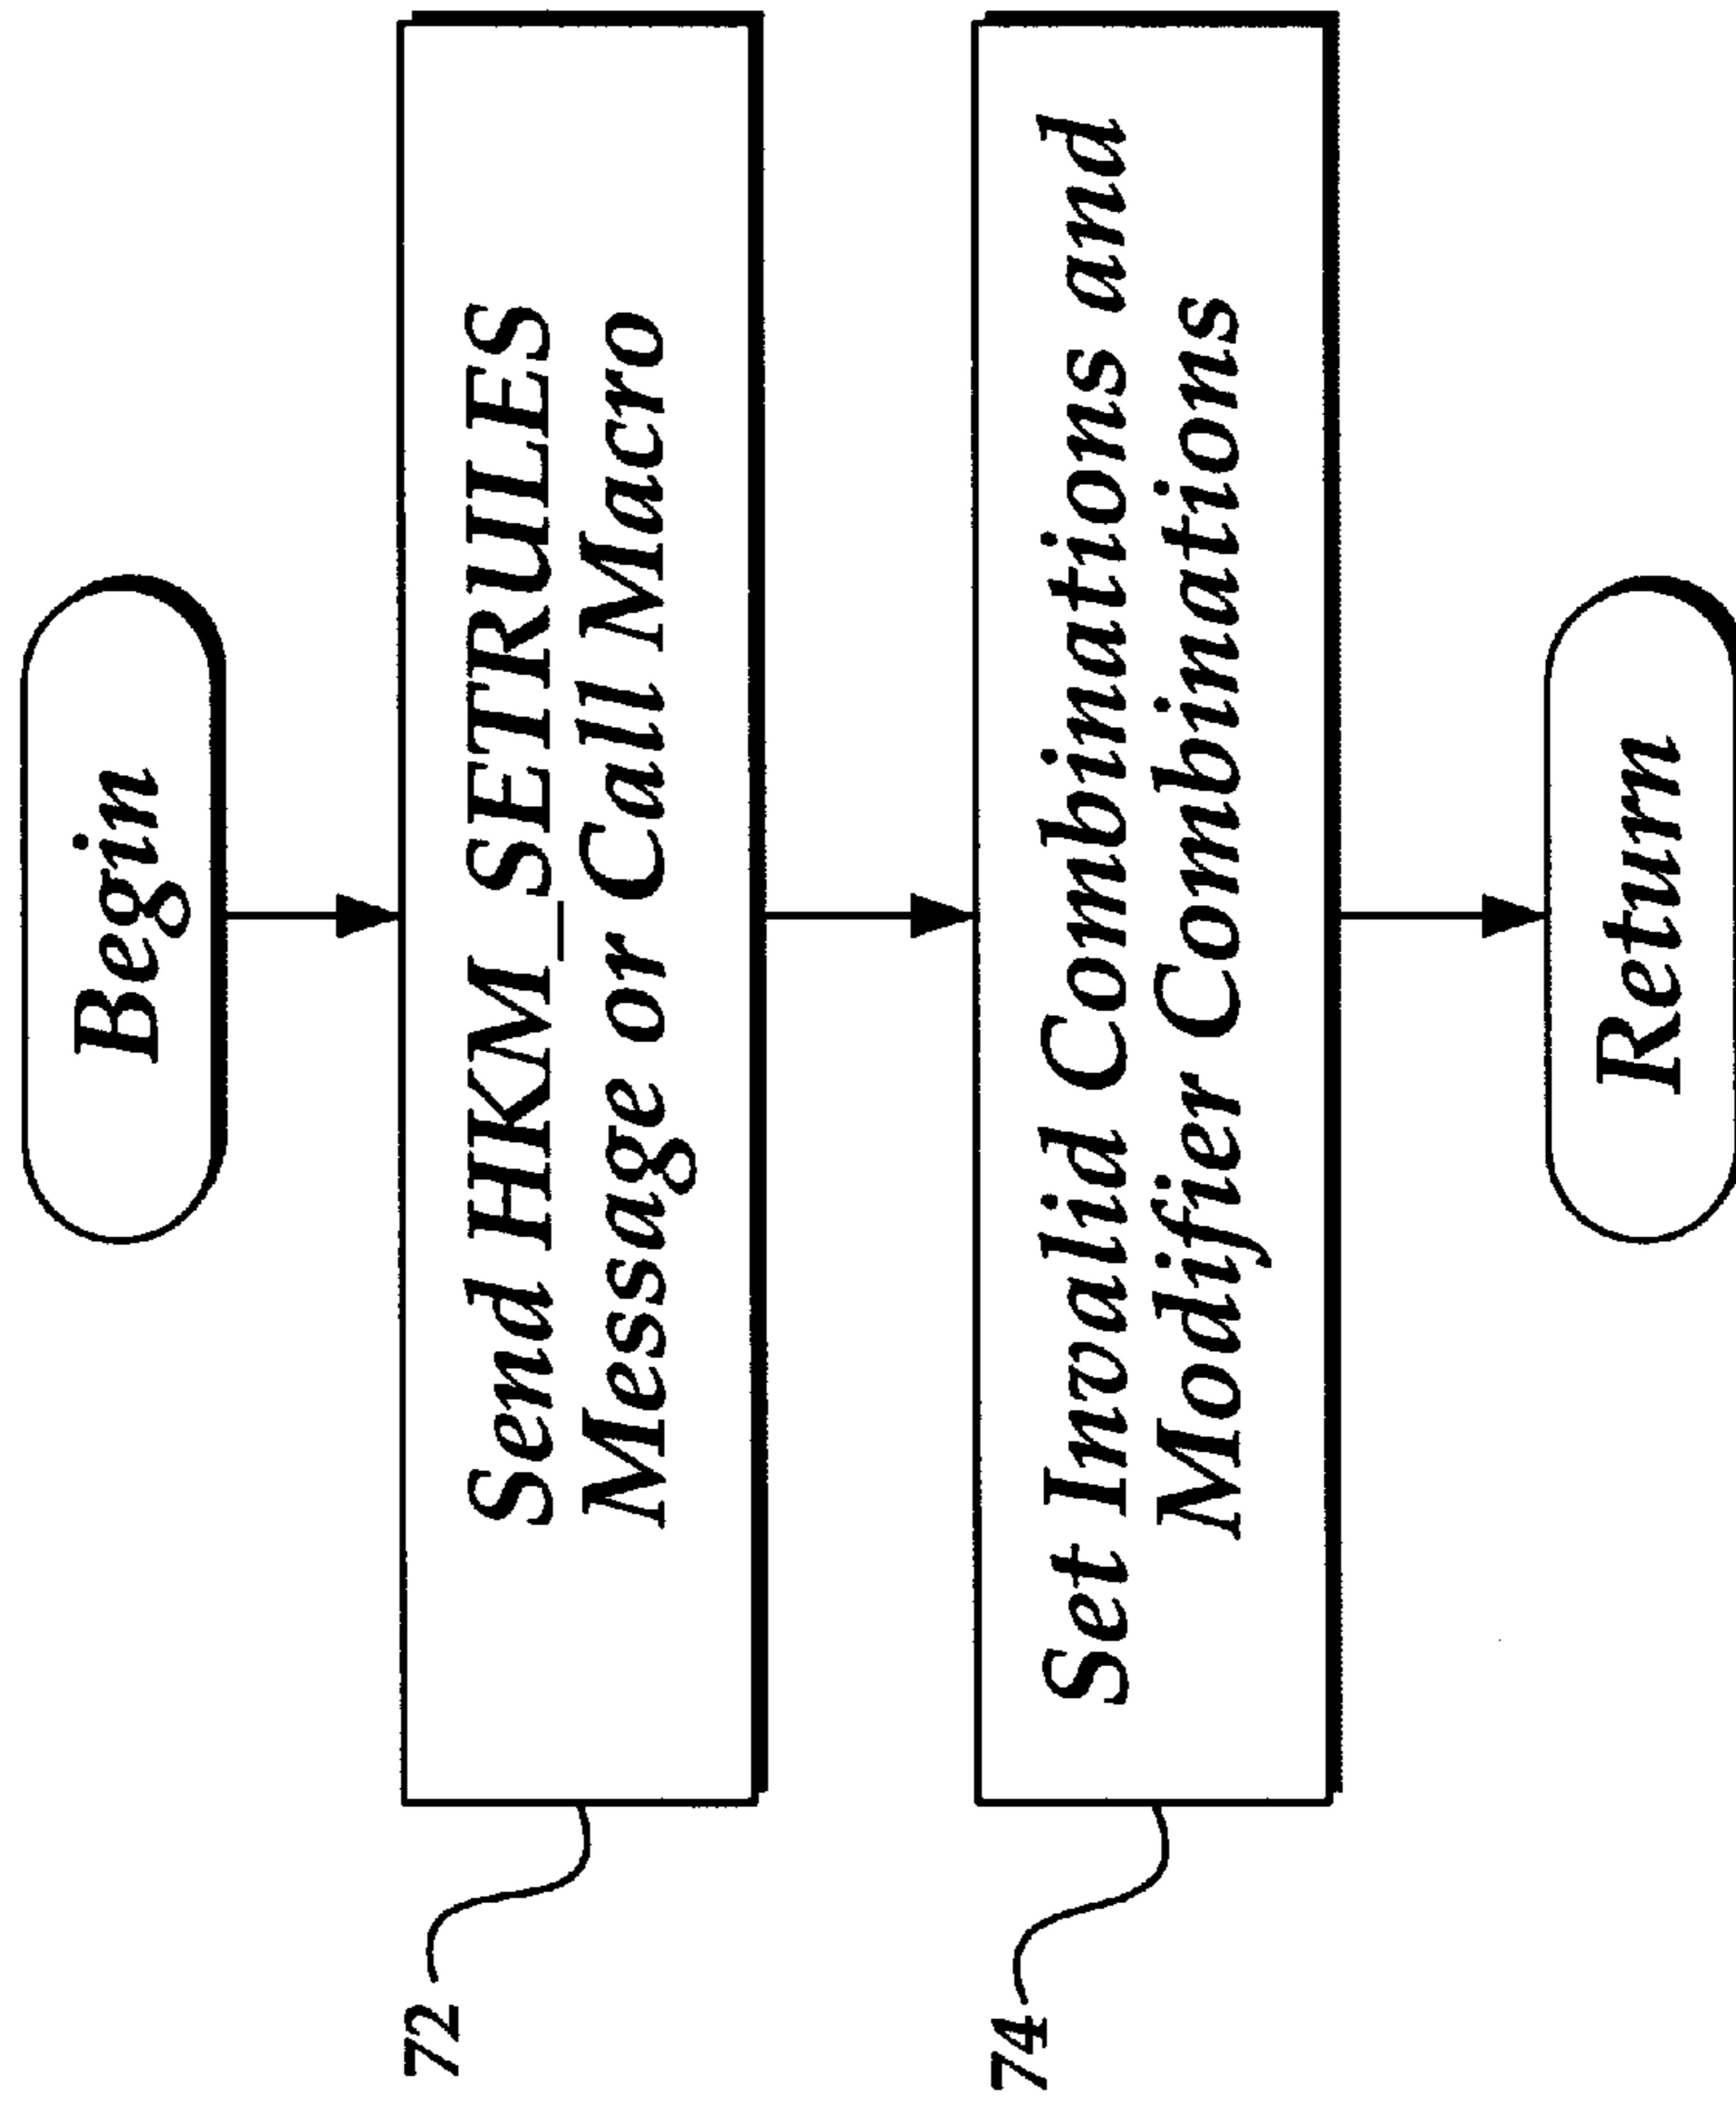 Begin
Send HKM_SETRULES
Message or Call Macro
72
Set Invalid Combinations and
Modifier Combinations
74
Return